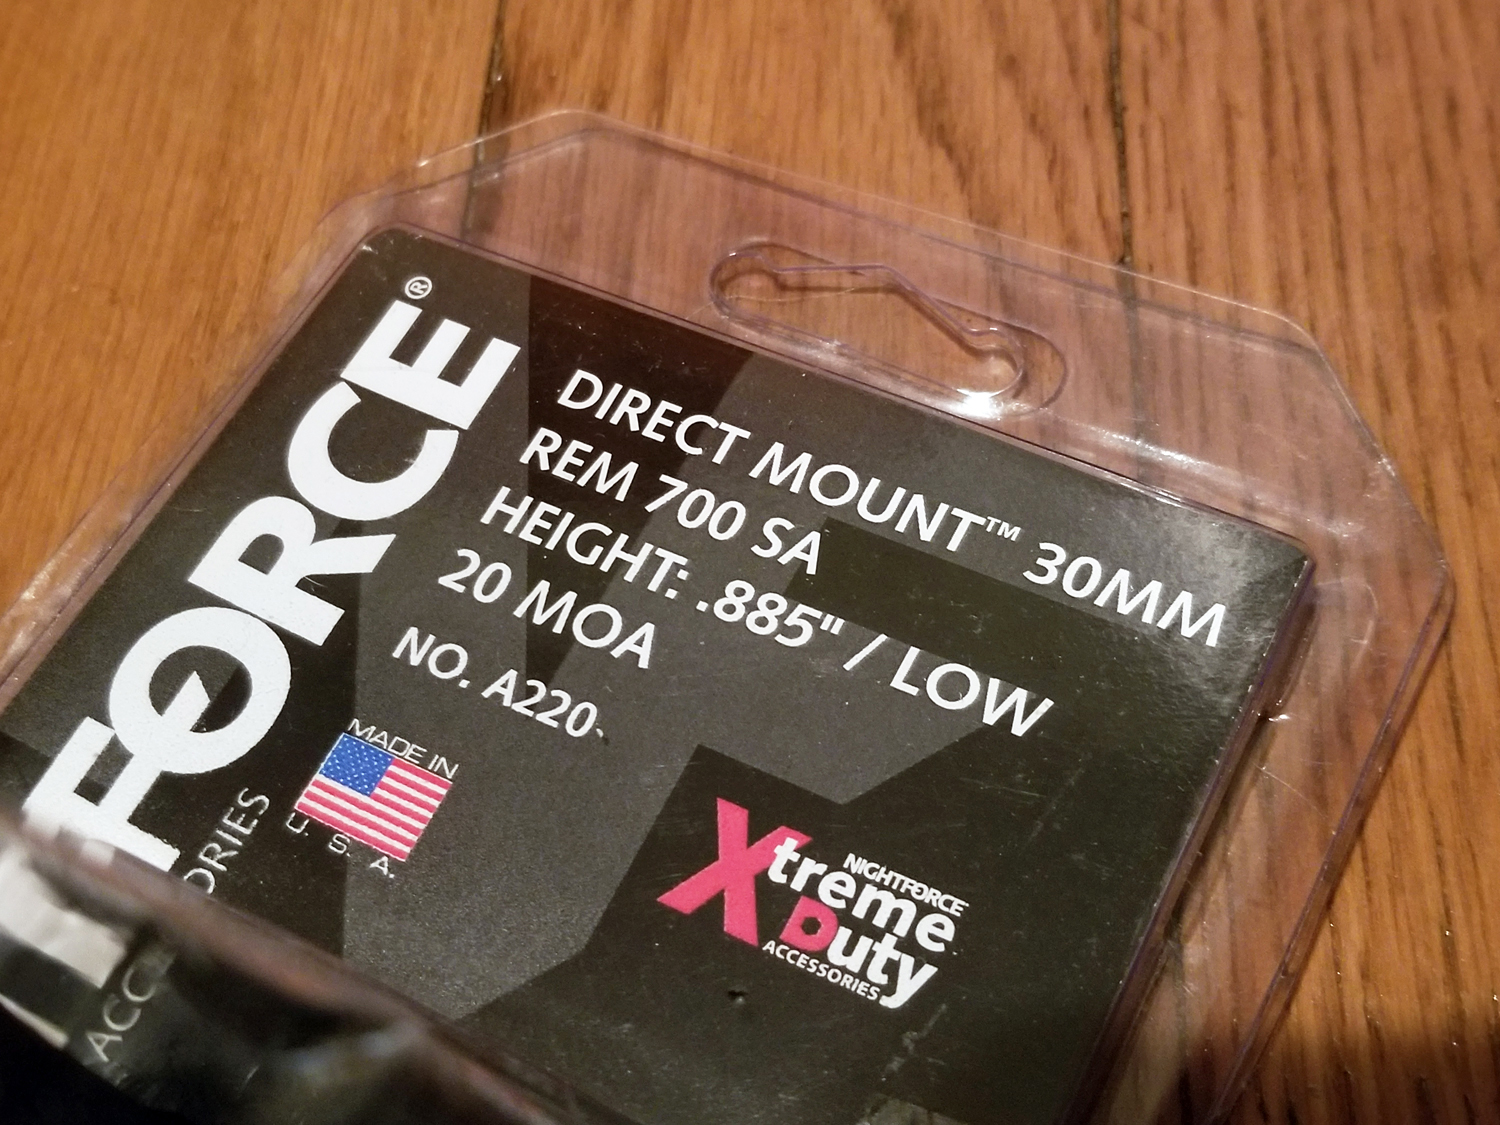 FORCE®
DIRECT MOUNT™ 30MM
REM 700 SA
HEIGHT: .885" / LOW
20 MOA
NO. A220
MADE IN
U. S. A.
NIGHTFORCE
Xtreme
Duty
ACCESSORIES